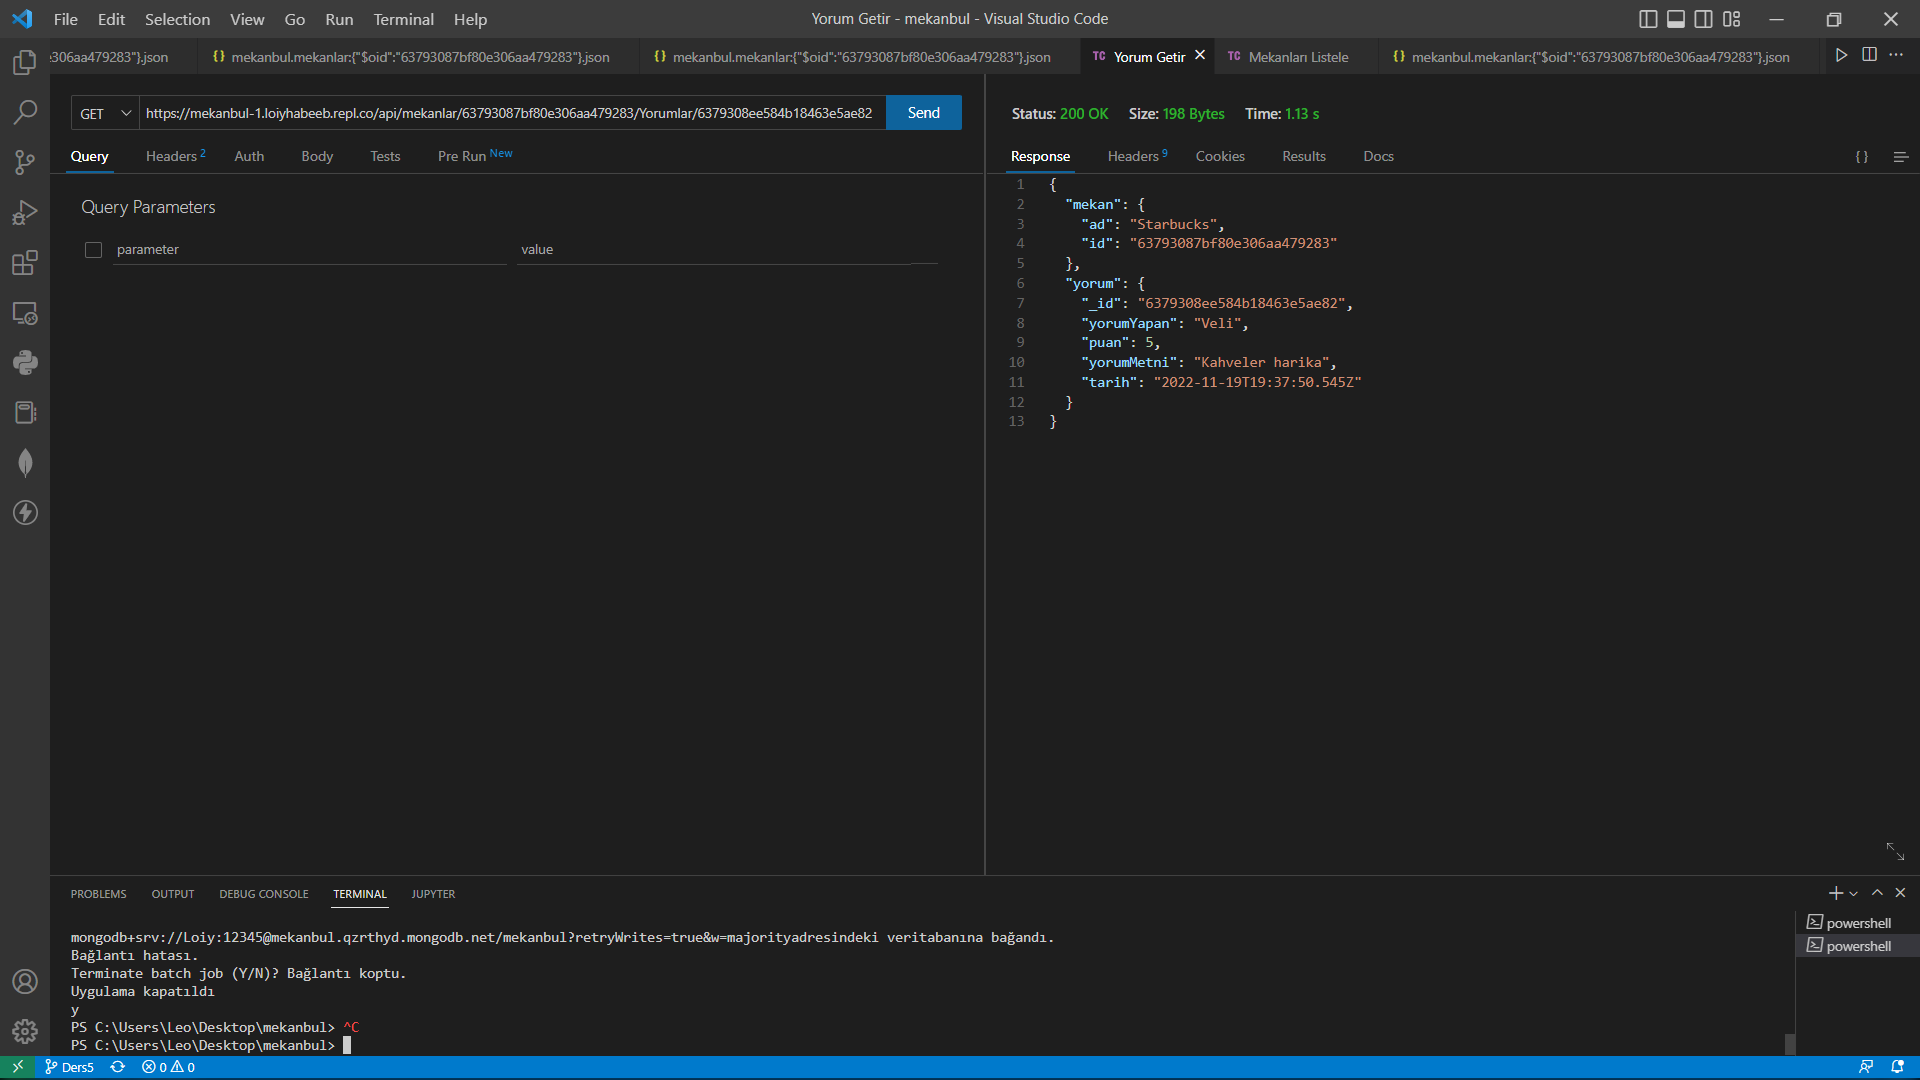 File Edit Selection View Go Run Terminal Help
Yorum Getir - mekanbul - Visual Studio Code
e306aa479283"}.json
{} mekanbul.mekanlar:{"$oid":"63793087bf80e306aa479283"}.json
{} mekanbul.mekanlar:{"$oid":"63793087bf80e306aa479283"}.json
TC Yorum Getir
TC Mekanları Listele
{} mekanbul.mekanlar:{"$oid":"63793087bf80e306aa479283"}.json
GET https://mekanbul-1.loiyhabeeb.repl.co/api/mekanlar/63793087bf80e306aa479283/Yorumlar/6379308ee584b18463e5ae82 Send
Query Headers 2 Auth Body Tests Pre Run New
Query Parameters
parameter value
Status: 200 OK Size: 198 Bytes Time: 1.13 s
Response Headers 9 Cookies Results Docs {}
1 {
2 "mekan": {
3 "ad": "Starbucks",
4 "id": "63793087bf80e306aa479283"
5 },
6 "yorum": {
7 "_id": "6379308ee584b18463e5ae82",
8 "yorumYapan": "Veli",
9 "puan": 5,
10 "yorumMetni": "Kahveler harika",
11 "tarih": "2022-11-19T19:37:50.545Z"
12 }
13 }
PROBLEMS OUTPUT DEBUG CONSOLE TERMINAL JUPYTER
mongodb+srv://Loiy:12345@mekanbul.qzrthyd.mongodb.net/mekanbul?retryWrites=true&w=majorityadresindeki veritabanına bağandı.
Bağlantı hatası.
Terminate batch job (Y/N)? Bağlantı koptu.
Uygulama kapatıldı
y
PS C:\Users\Leo\Desktop\mekanbul> ^C
PS C:\Users\Leo\Desktop\mekanbul>
powershell
powershell
Ders5 0 0